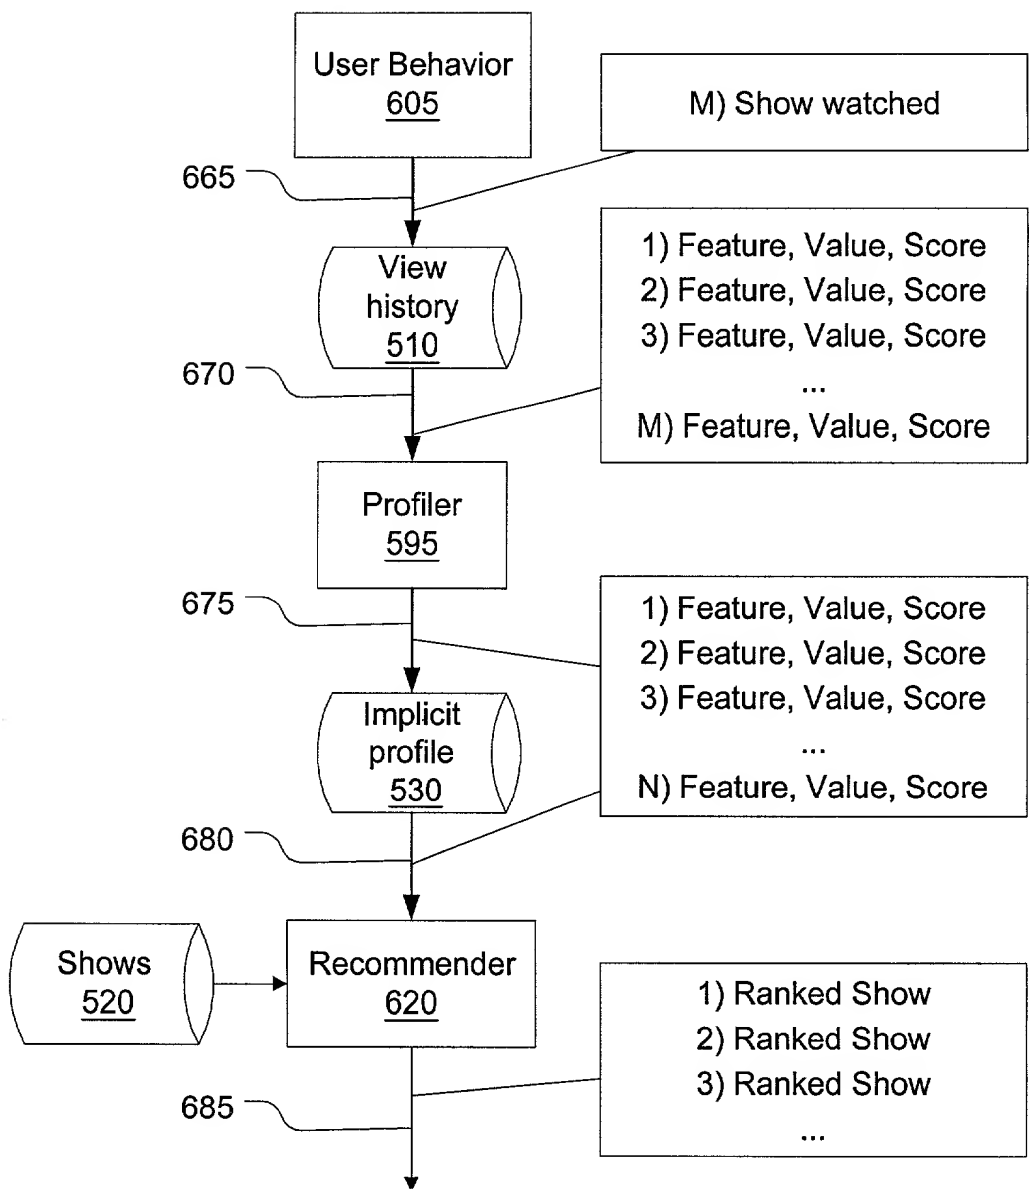 User Behavior
605
M) Show watched
665
View
history
510
1) Feature, Value, Score
2) Feature, Value, Score
3) Feature, Value, Score
...
M) Feature, Value, Score
670
Profiler
595
675
1) Feature, Value, Score
2) Feature, Value, Score
3) Feature, Value, Score
...
N) Feature, Value, Score
Implicit
profile
530
680
Shows
520
Recommender
620
1) Ranked Show
2) Ranked Show
3) Ranked Show
...
685